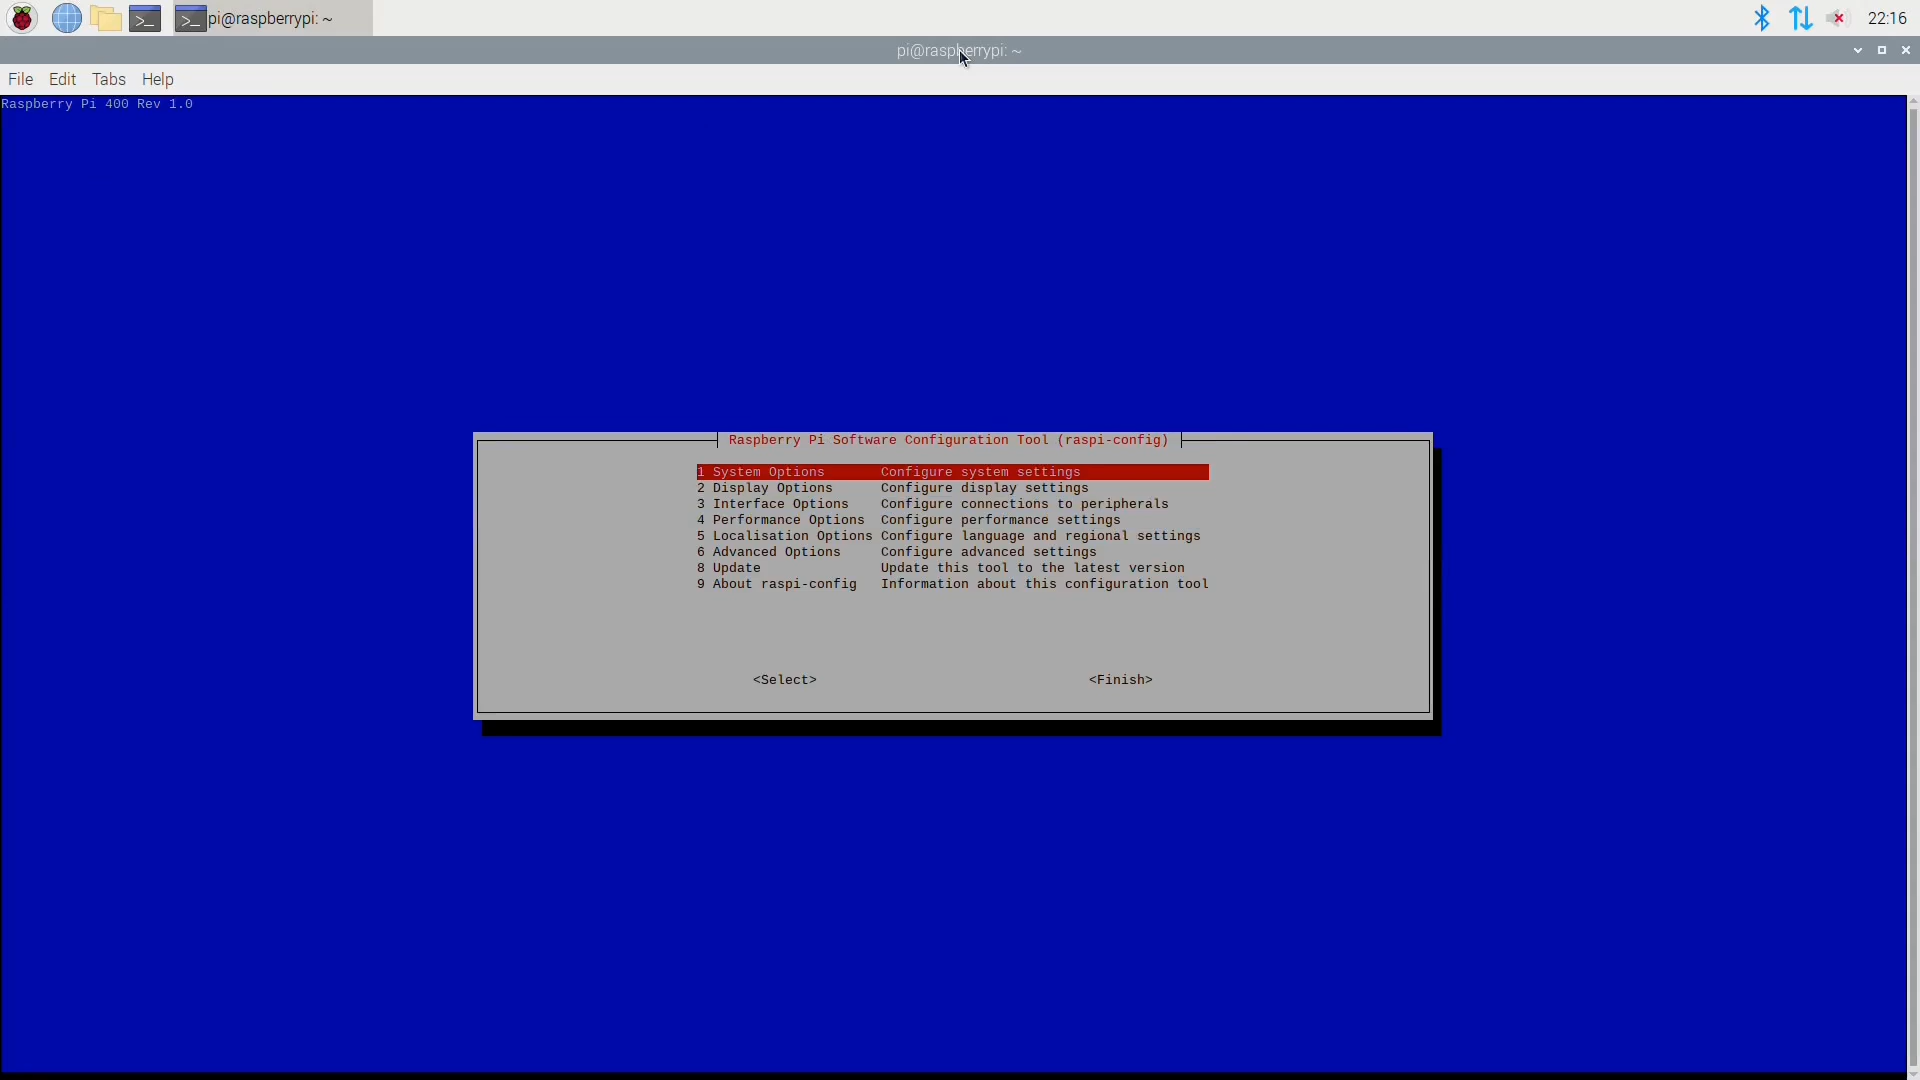 pi@raspberrypi: ~ 22:16
pi@raspberrypi: ~
File Edit Tabs Help
Raspberry Pi 400 Rev 1.0
Raspberry Pi Software Configuration Tool (raspi-config)
1 System Options Configure system settings
2 Display Options Configure display settings
3 Interface Options Configure connections to peripherals
4 Performance Options Configure performance settings
5 Localisation Options Configure language and regional settings
6 Advanced Options Configure advanced settings
8 Update Update this tool to the latest version
9 About raspi-config Information about this configuration tool
<Select> <Finish>